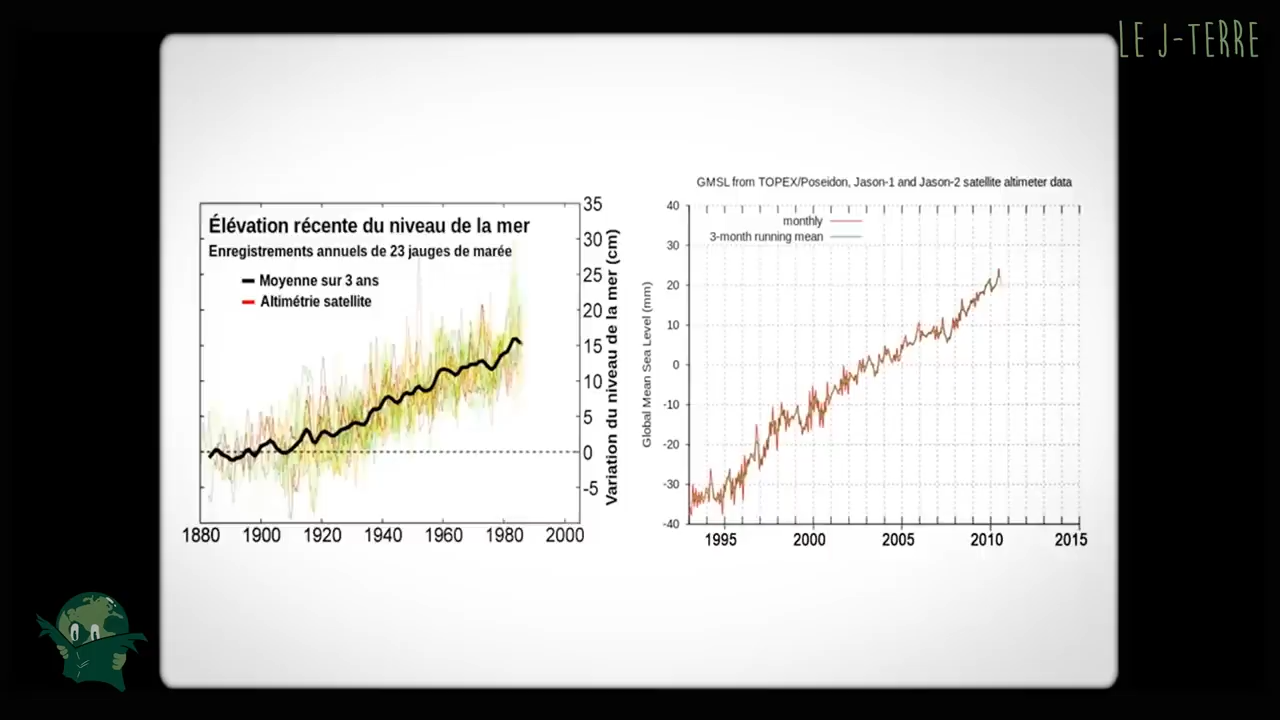 LE J-TERRE
Élévation récente du niveau de la mer
Enregistrements annuels de 23 jauges de marée
Moyenne sur 3 ans
Altimétrie satellite
35
30
25
20
15
10
5
0
-5
Variation du niveau de la mer (cm)
1880 1900 1920 1940 1960 1980 2000
GMSL from TOPEX/Poseidon, Jason-1 and Jason-2 satellite altimeter data
monthly
3-month running mean
Global Mean Sea Level (mm)
40
30
20
10
0
-10
-20
-30
-40
1995 2000 2005 2010 2015